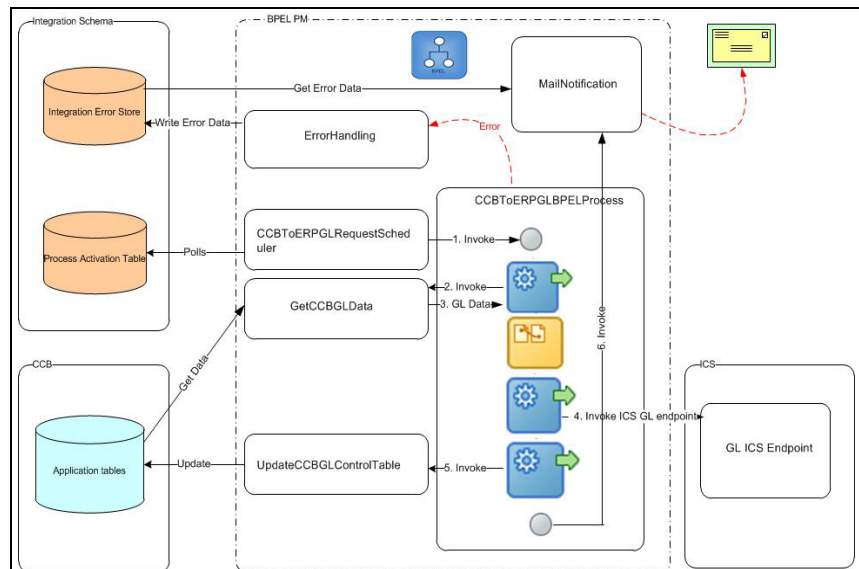 Integration Schema
BPEL PM
BPEL
MailNotification
Get Error Data
Integration Error Store
Write Error Data
ErrorHandling
Error
CCBToERPGLBPELProcess
CCBToERPGLRequestSched
uler
1. Invoke
Polls
Process Activation Table
2. Invoke
GetCCBGLData
3. GL Data
6. Invoke
Get Data
CCB
ICS
4. Invoke ICS GL endpoint
GL ICS Endpoint
Application tables
Update
UpdateCCBGLControlTable
5. Invoke